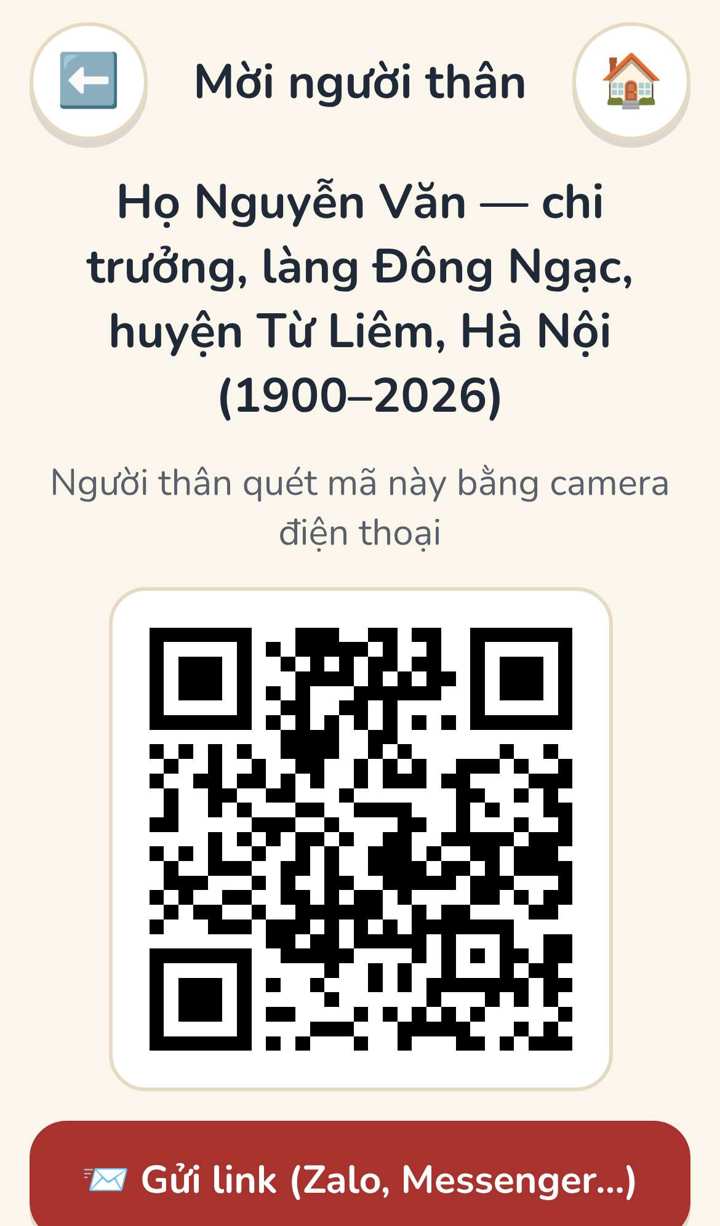 Mời người thân
Họ Nguyễn Văn — chi
trưởng, làng Đông Ngạc,
huyện Từ Liêm, Hà Nội
(1900–2026)
Người thân quét mã này bằng camera
điện thoại
Gửi link (Zalo, Messenger...)